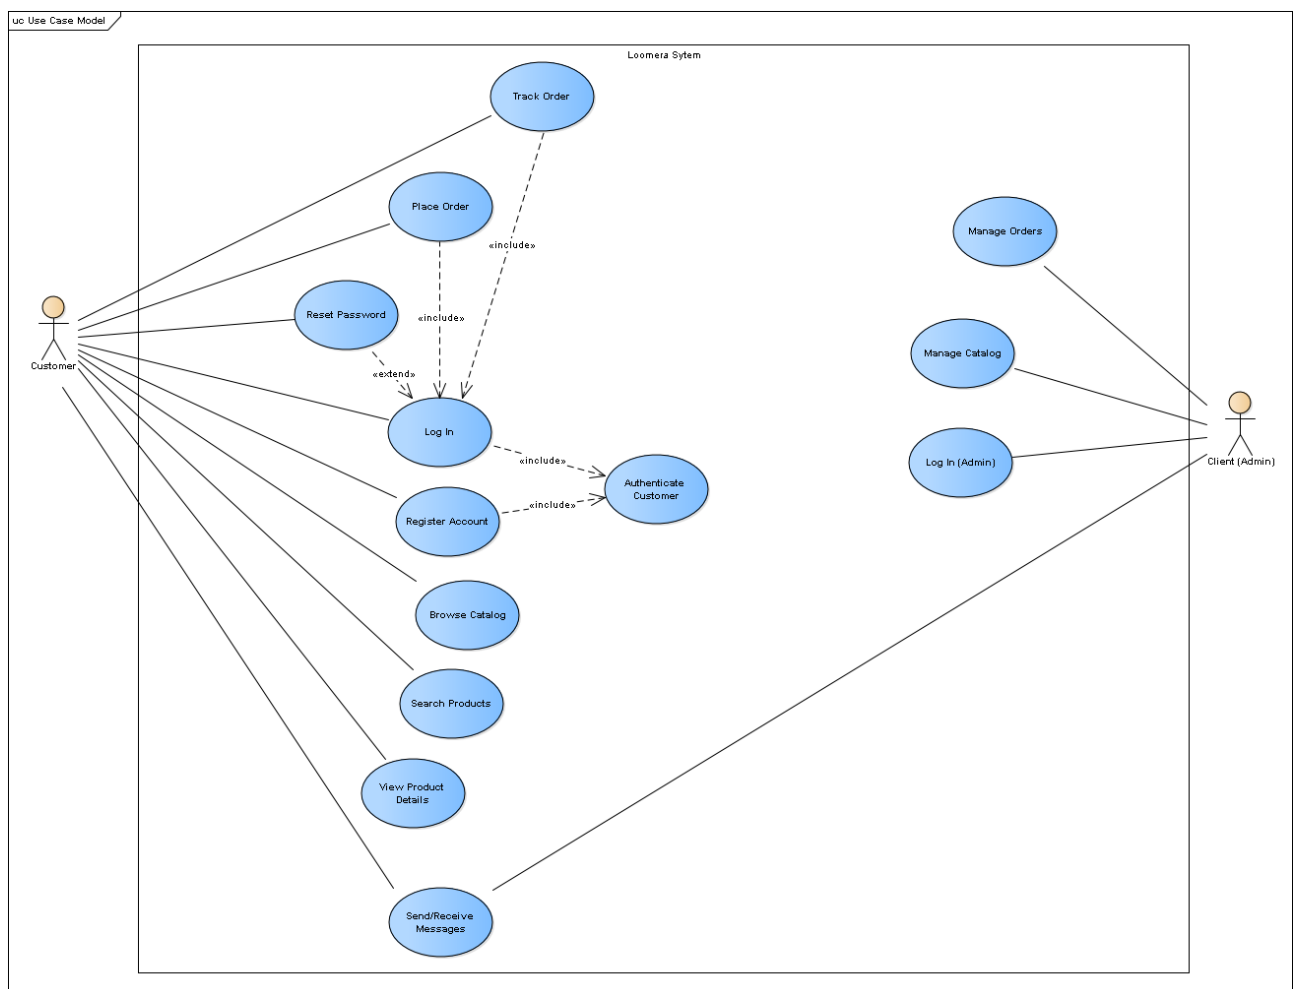 uc Use Case Model
Loomera Sytem
Track Order
Place Order
Manage Orders
«include»
Reset Password
«include»
Manage Catalog
Customer
«extend»
Log In
«include»
Log In (Admin)
Client (Admin)
Authenticate
Customer
«include»
Register Account
Browse Catalog
Search Products
View Product
Details
Send/Receive
Messages